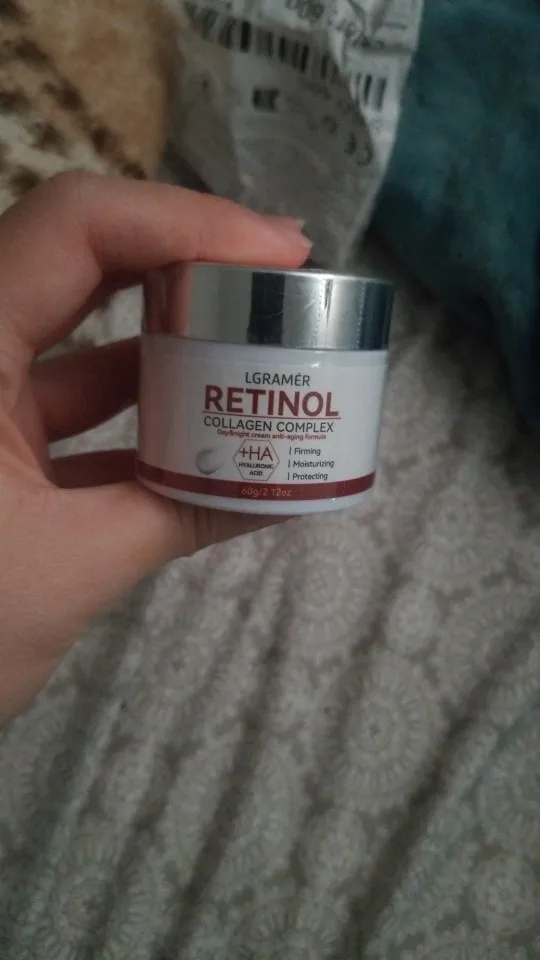 LGRAMÉR
RETINOL
COLLAGEN COMPLEX
Day&night cream anti-aging formula
+HA
HYALURONIC
ACID
| Firming
| Moisturizing
| Protecting
60g/2.12oz